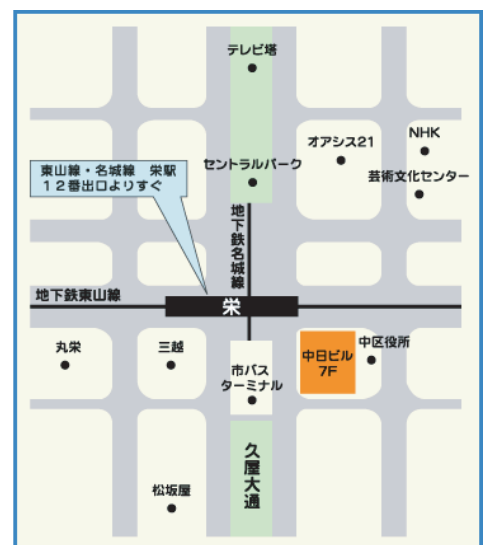 テレビ塔
オアシス21
NHK
東山線・名城線　栄駅
１２番出口よりすぐ
セントラルパーク
芸術文化センター
地下鉄名城線
地下鉄東山線
栄
丸栄
三越
市バス
ターミナル
中日ビル
7F
中区役所
久屋大通
松坂屋